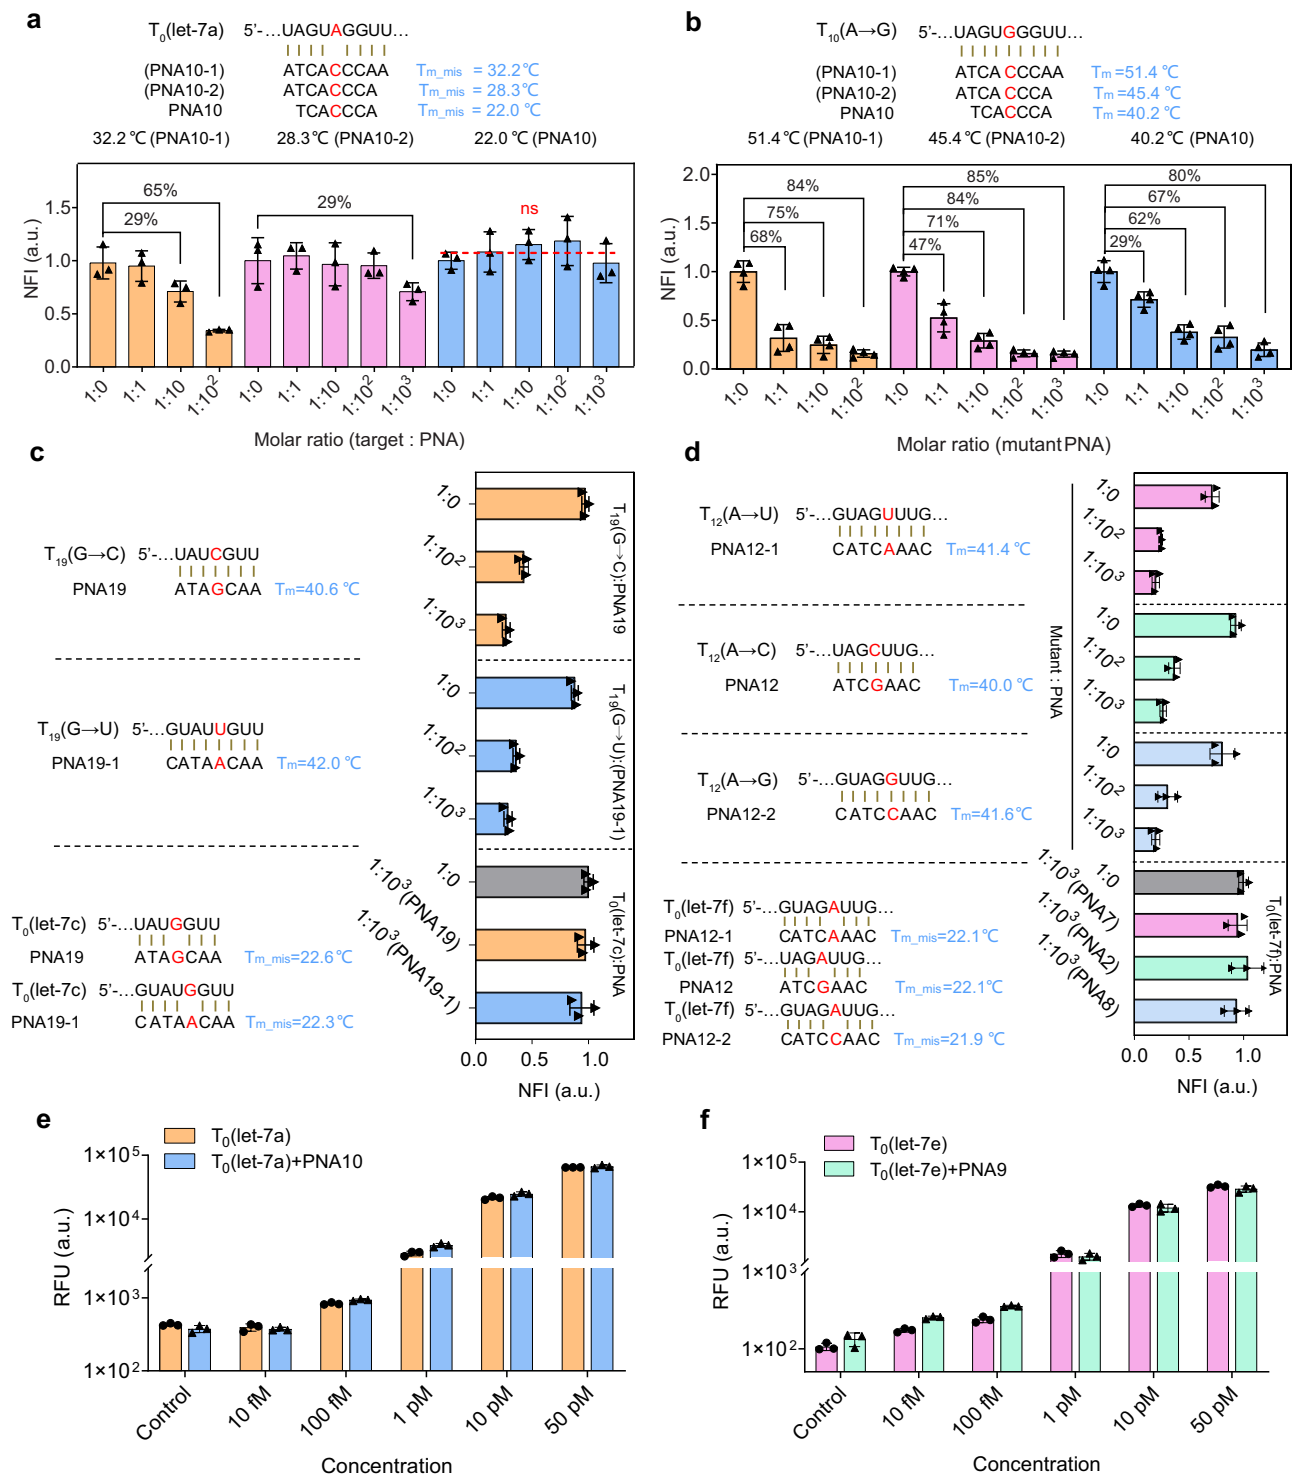 a
T0(let-7a) 5'-...UAGUAGGUU...
(PNA10-1) ATCACCCAA Tm_mis = 32.2℃
(PNA10-2) ATCACCCA Tm_mis = 28.3℃
PNA10 TCACCCA Tm_mis = 22.0 ℃
32.2 ℃ (PNA10-1) 28.3℃ (PNA10-2) 22.0 ℃ (PNA10)
65%
29%
29%
ns
NFI (a.u.)
1.5
1.0
0.5
0.0
1:0 1:1 1:10 1:10² 1:0 1:1 1:10 1:10² 1:10³ 1:0 1:1 1:10 1:10² 1:10³
Molar ratio (target : PNA)
b
T10(A→G) 5'-...UAGUGGGUU...
(PNA10-1) ATCACCCAA Tm=51.4 ℃
(PNA10-2) ATCACCCA Tm=45.4 ℃
PNA10 TCACCCA Tm=40.2 ℃
51.4 ℃ (PNA10-1) 45.4℃ (PNA10-2) 40.2 ℃ (PNA10)
84%
75%
68%
85%
84%
71%
47%
80%
67%
62%
29%
NFI (a.u.)
2.0
1.5
1.0
0.5
0.0
1:0 1:1 1:10 1:10² 1:0 1:1 1:10 1:10² 1:10³ 1:0 1:1 1:10 1:10² 1:10³
Molar ratio (mutant PNA)
c
T19(G→C) 5'-...UAUCGUU
PNA19 ATAGCAA Tm=40.6 ℃
T19(G→U) 5'-...GUAUUGUU
PNA19-1 CATAACAA Tm=42.0 ℃
T0(let-7c) 5'-...UAUGGUU
PNA19 ATAGCAA Tm_mis=22.6 ℃
T0(let-7c) 5'-...GUAUGGUU
PNA19-1 CATAACAA Tm_mis=22.3 ℃
1:0
1:10²
1:10³
1:0
1:10²
1:10³
1:0
1:10³(PNA19)
1:10³(PNA19-1)
T19(G→C):PNA19
T19(G→U):(PNA19-1)
T0(let-7c):PNA
0.0 0.5 1.0
NFI (a.u.)
d
T12(A→U) 5'-...GUAGUUUG...
PNA12-1 CATCAAAC Tm=41.4 ℃
T12(A→C) 5'-...UAGCUUG...
PNA12 ATCGAAC Tm=40.0 ℃
T12(A→G) 5'-...GUAGGUUG...
PNA12-2 CATCCAAC Tm=41.6 ℃
T0(let-7f) 5'-...GUAGAUUG...
PNA12-1 CATCAAAC Tm_mis=22.1℃
T0(let-7f) 5'-...UAGAUUG...
PNA12 ATCGAAC Tm_mis=22.1℃
T0(let-7f) 5'-...GUAGAUUG...
PNA12-2 CATCCAAC Tm_mis=21.9 ℃
Mutant : PNA
1:0
1:10²
1:10³
1:0
1:10²
1:10³
1:0
1:10²
1:10³
1:0
1:10³(PNA7)
1:10³(PNA2)
1:10³(PNA8)
T0(let-7f):PNA
0.0 0.5 1.0
NFI (a.u.)
e
T0(let-7a)
T0(let-7a)+PNA10
RFU (a.u.)
1×10⁵
1×10⁴
1×10³
1×10²
Control 10 fM 100 fM 1 pM 10 pM 50 pM
Concentration
f
T0(let-7e)
T0(let-7e)+PNA9
RFU (a.u.)
1×10⁵
1×10⁴
1×10³
1×10²
Control 10 fM 100 fM 1 pM 10 pM 50 pM
Concentration